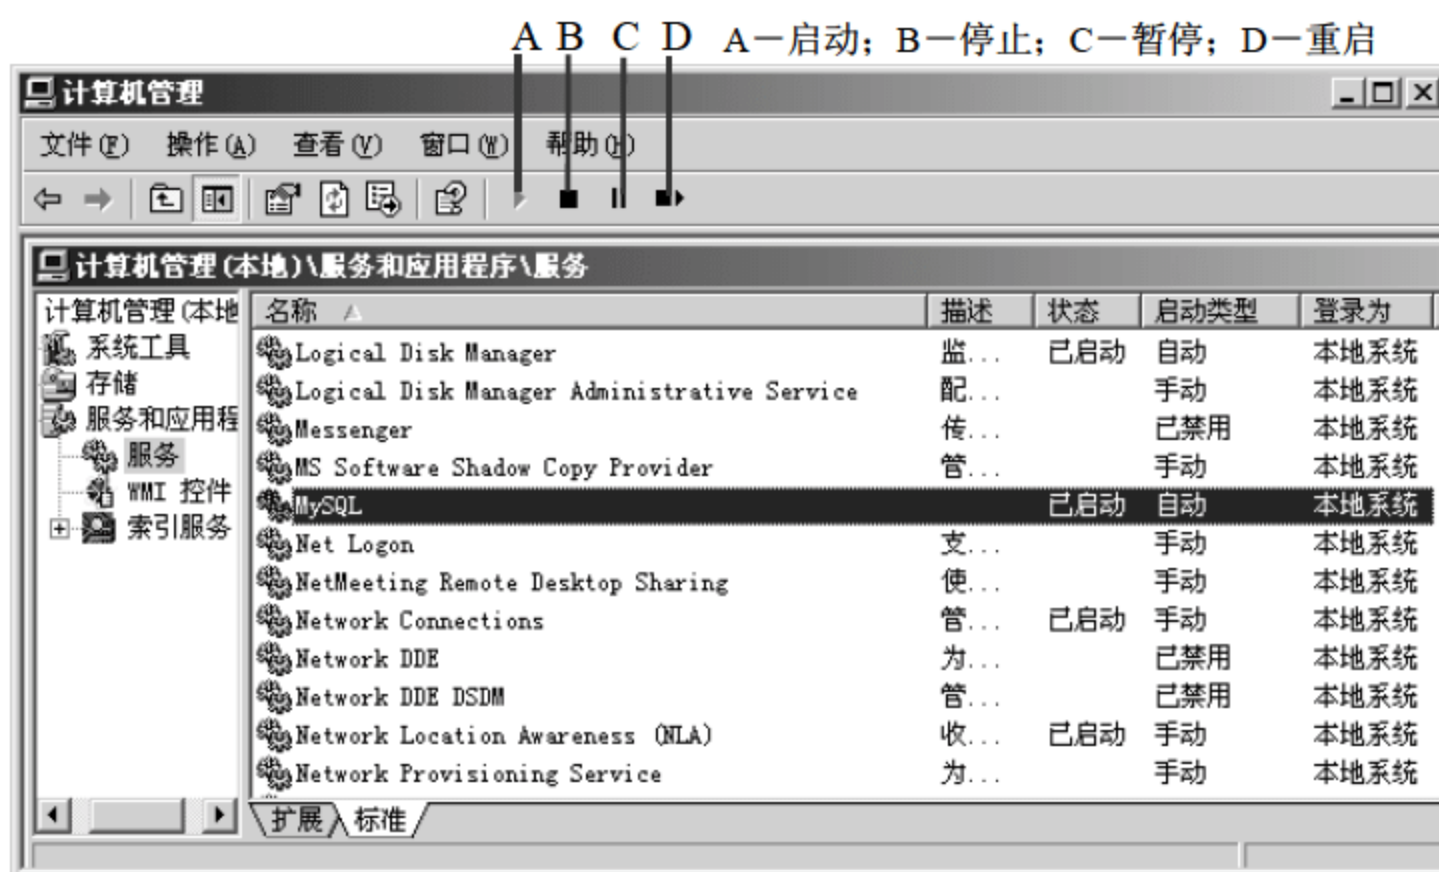 A B C D A－启动；B－停止；C－暂停；D－重启
计算机管理
文件(F) 操作(A) 查看(V) 窗口(W) 帮助(H)
计算机管理(本地)\服务和应用程序\服务
计算机管理(本地
系统工具
存储
服务和应用程
服务
WMI 控件
索引服务
名称 描述 状态 启动类型 登录为
Logical Disk Manager 监... 已启动 自动 本地系统
Logical Disk Manager Administrative Service 配... 手动 本地系统
Messenger 传... 已禁用 本地系统
MS Software Shadow Copy Provider 管... 手动 本地系统
MySQL 已启动 自动 本地系统
Net Logon 支... 手动 本地系统
NetMeeting Remote Desktop Sharing 使... 手动 本地系统
Network Connections 管... 已启动 手动 本地系统
Network DDE 为... 已禁用 本地系统
Network DDE DSDM 管... 已禁用 本地系统
Network Location Awareness (NLA) 收... 已启动 手动 本地系统
Network Provisioning Service 为... 手动 本地系统
扩展 标准